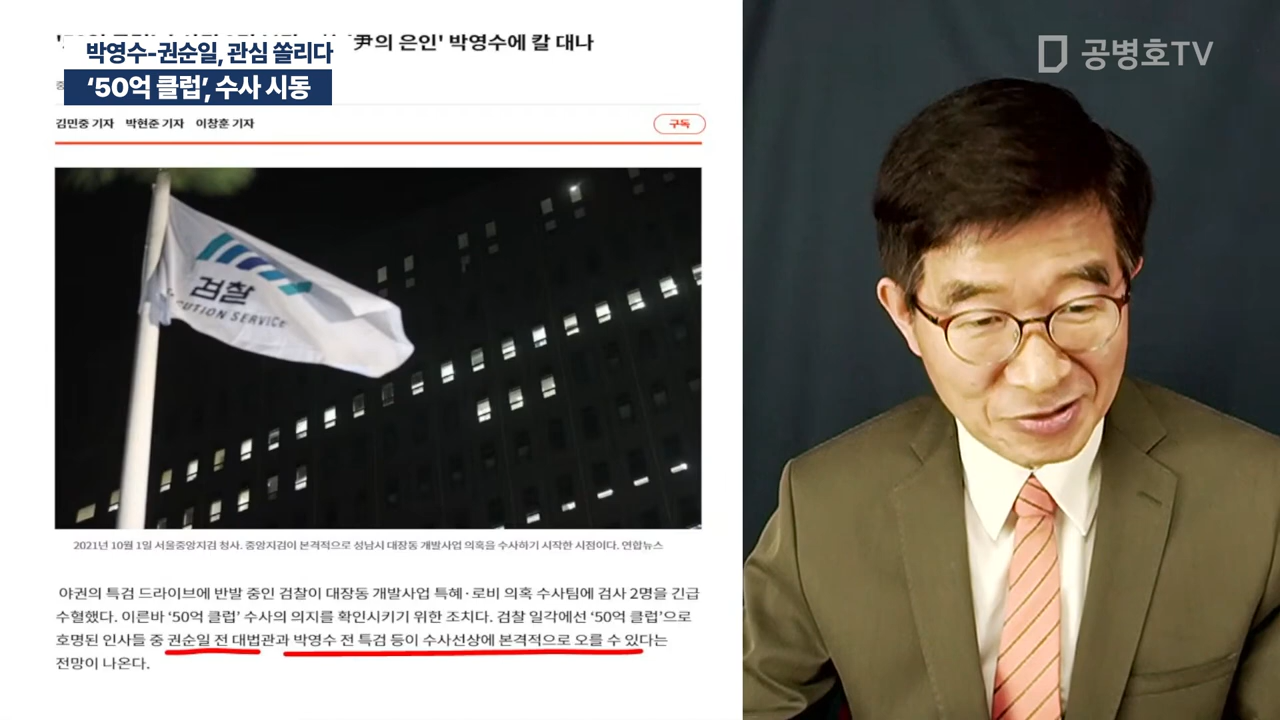 尹의 은인' 박영수에 칼 대나
박영수-권순일, 관심 쏠리다
‘50억 클럽’, 수사 시동
공병호TV
김민중 기자 박현준 기자 이창훈 기자
구독
검찰
CUTION SERVICE
2021년 10월 1일 서울중앙지검 청사. 중앙지검이 본격적으로 성남시 대장동 개발사업 의혹을 수사하기 시작한 시점이다. 연합뉴스
야권의 특검 드라이브에 반발 중인 검찰이 대장동 개발사업 특혜·로비 의혹 수사팀에 검사 2명을 긴급
수혈했다. 이른바 ‘50억 클럽’ 수사의 의지를 확인시키기 위한 조치다. 검찰 일각에선 ‘50억 클럽’으로
호명된 인사들 중 권순일 전 대법관과 박영수 전 특검 등이 수사선상에 본격적으로 오를 수 있다는
전망이 나온다.